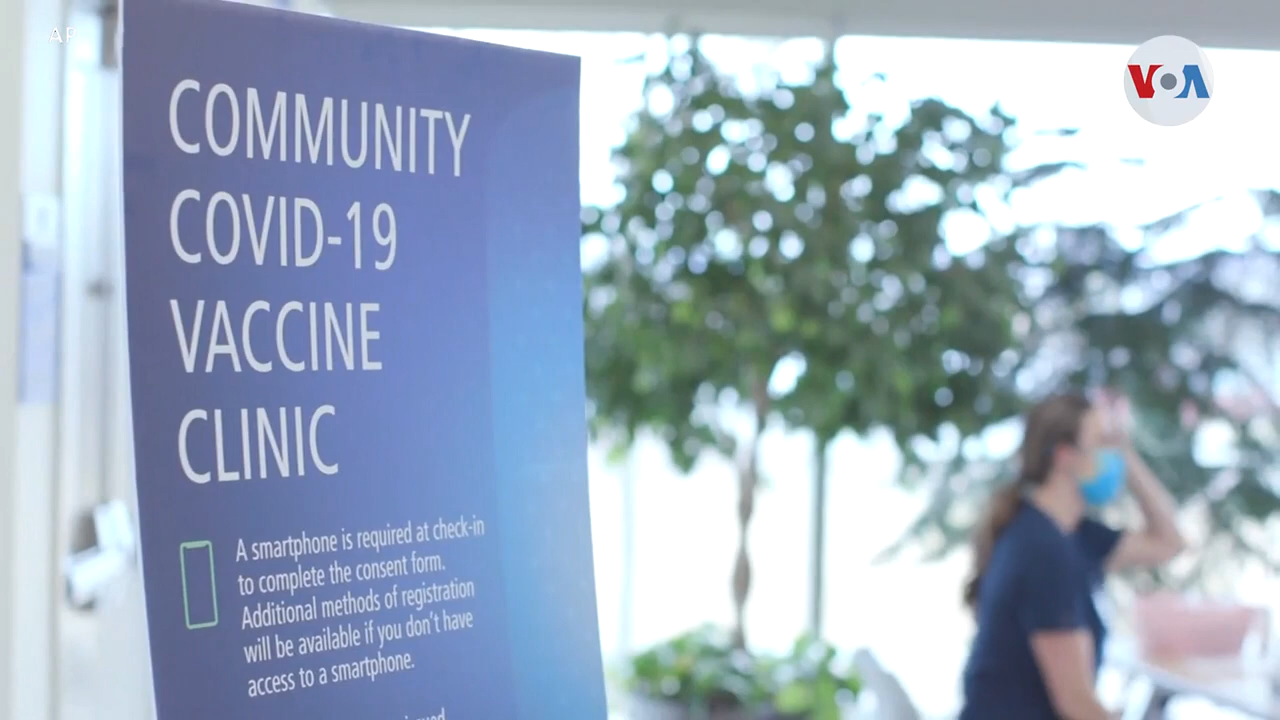 AP
VOA
COMMUNITY
COVID-19
VACCINE
CLINIC
A smartphone is required at check-in
to complete the consent form.
Additional methods of registration
will be available if you don't have
access to a smartphone.